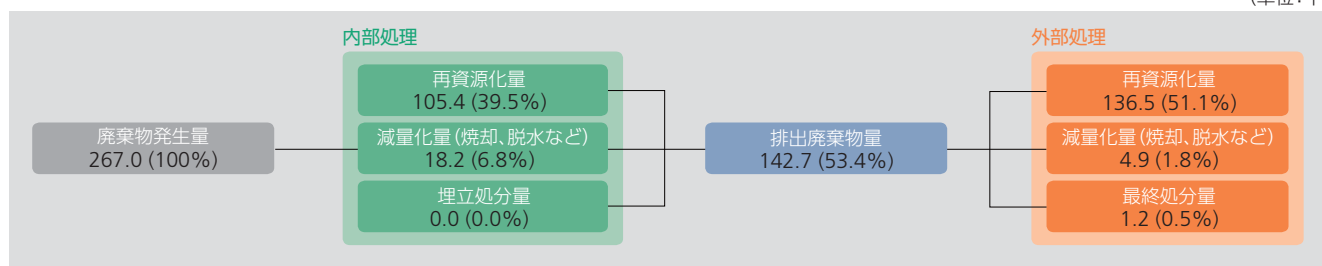 内部処理
外部処理
廃棄物発生量
267.0 (100%)
再資源化量
105.4 (39.5%)
減量化量(焼却、脱水など)
18.2 (6.8%)
埋立処分量
0.0 (0.0%)
排出廃棄物量
142.7 (53.4%)
再資源化量
136.5 (51.1%)
減量化量(焼却、脱水など)
4.9 (1.8%)
最終処分量
1.2 (0.5%)